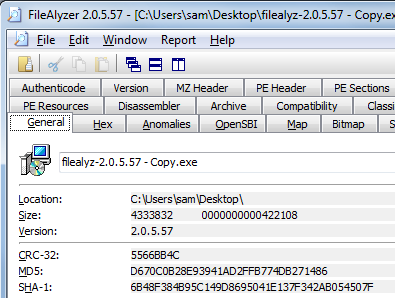 FileAlyzer 2.0.5.57 - [C:\Users\sam\Desktop\filealyz-2.0.5.57 - Copy.ex
File Edit Window Report Help
Authenticode Version MZ Header PE Header PE Sections
PE Resources Disassembler Archive Compatibility Classi
General Hex Anomalies OpenSBI Map Bitmap S
filealyz-2.0.5.57 - Copy.exe
Location: C:\Users\sam\Desktop\
Size: 4333832 0000000000422108
Version: 2.0.5.57
CRC-32: 5566BB4C
MD5: D670C0B28E93941AD2FFB774DB271486
SHA-1: 6B48F384B95C149D8695041E137F342AB054507F